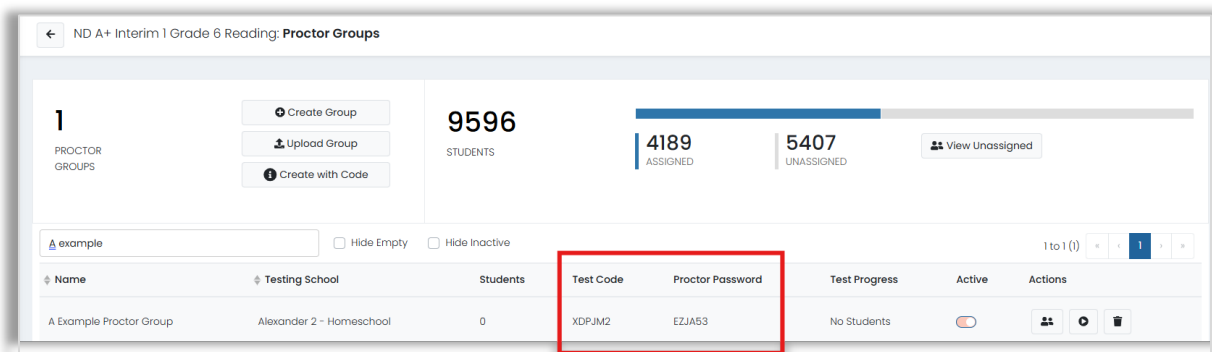 ND A+ Interim 1 Grade 6 Reading: Proctor Groups
1
PROCTOR
GROUPS
Create Group
Upload Group
Create with Code
9596
STUDENTS
4189
ASSIGNED
5407
UNASSIGNED
View Unassigned
A example
Hide Empty
Hide Inactive
1 to 1 (1) « ‹ 1 › »
Name Testing School Students Test Code Proctor Password Test Progress Active Actions
A Example Proctor Group Alexander 2 - Homeschool 0 XDPJM2 EZJA53 No Students